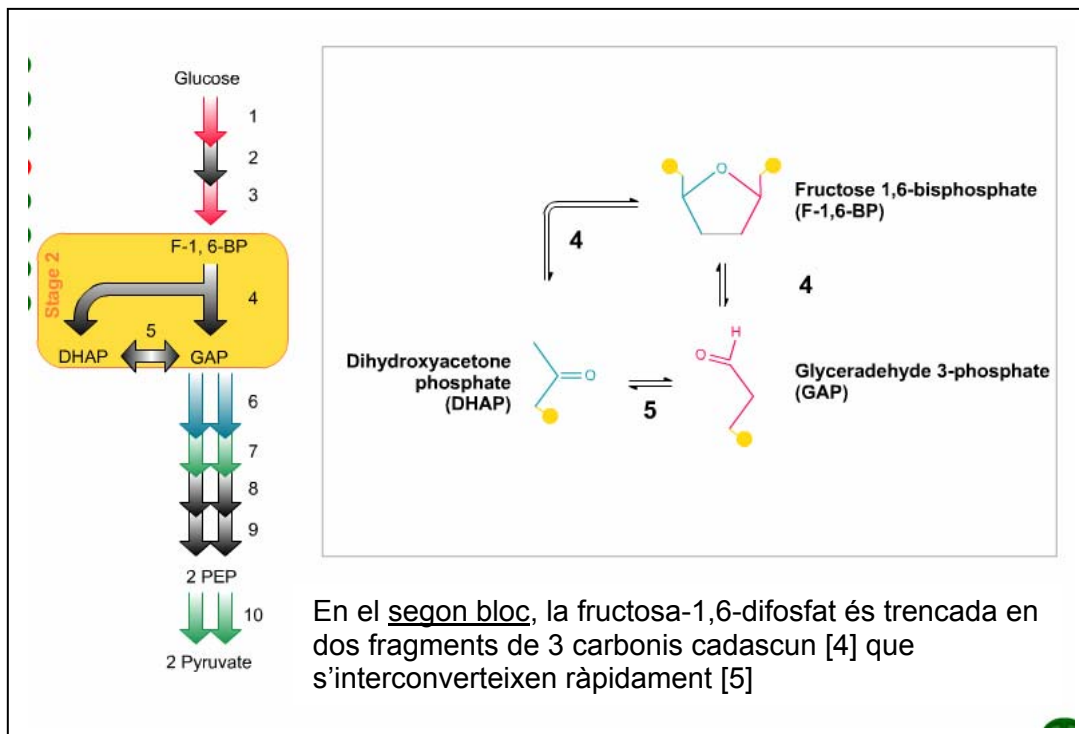 Glucose
1
2
3
F-1, 6-BP
Stage 2
4
5
DHAP
GAP
6
7
8
9
2 PEP
10
2 Pyruvate
O
Fructose 1,6-bisphosphate
(F-1,6-BP)
4
4
H
O
Dihydroxyacetone
phosphate
(DHAP)
O
5
Glyceradehyde 3-phosphate
(GAP)
En el segon bloc, la fructosa-1,6-difosfat és trencada en
dos fragments de 3 carbonis cadascun [4] que
s’interconverteixen ràpidament [5]